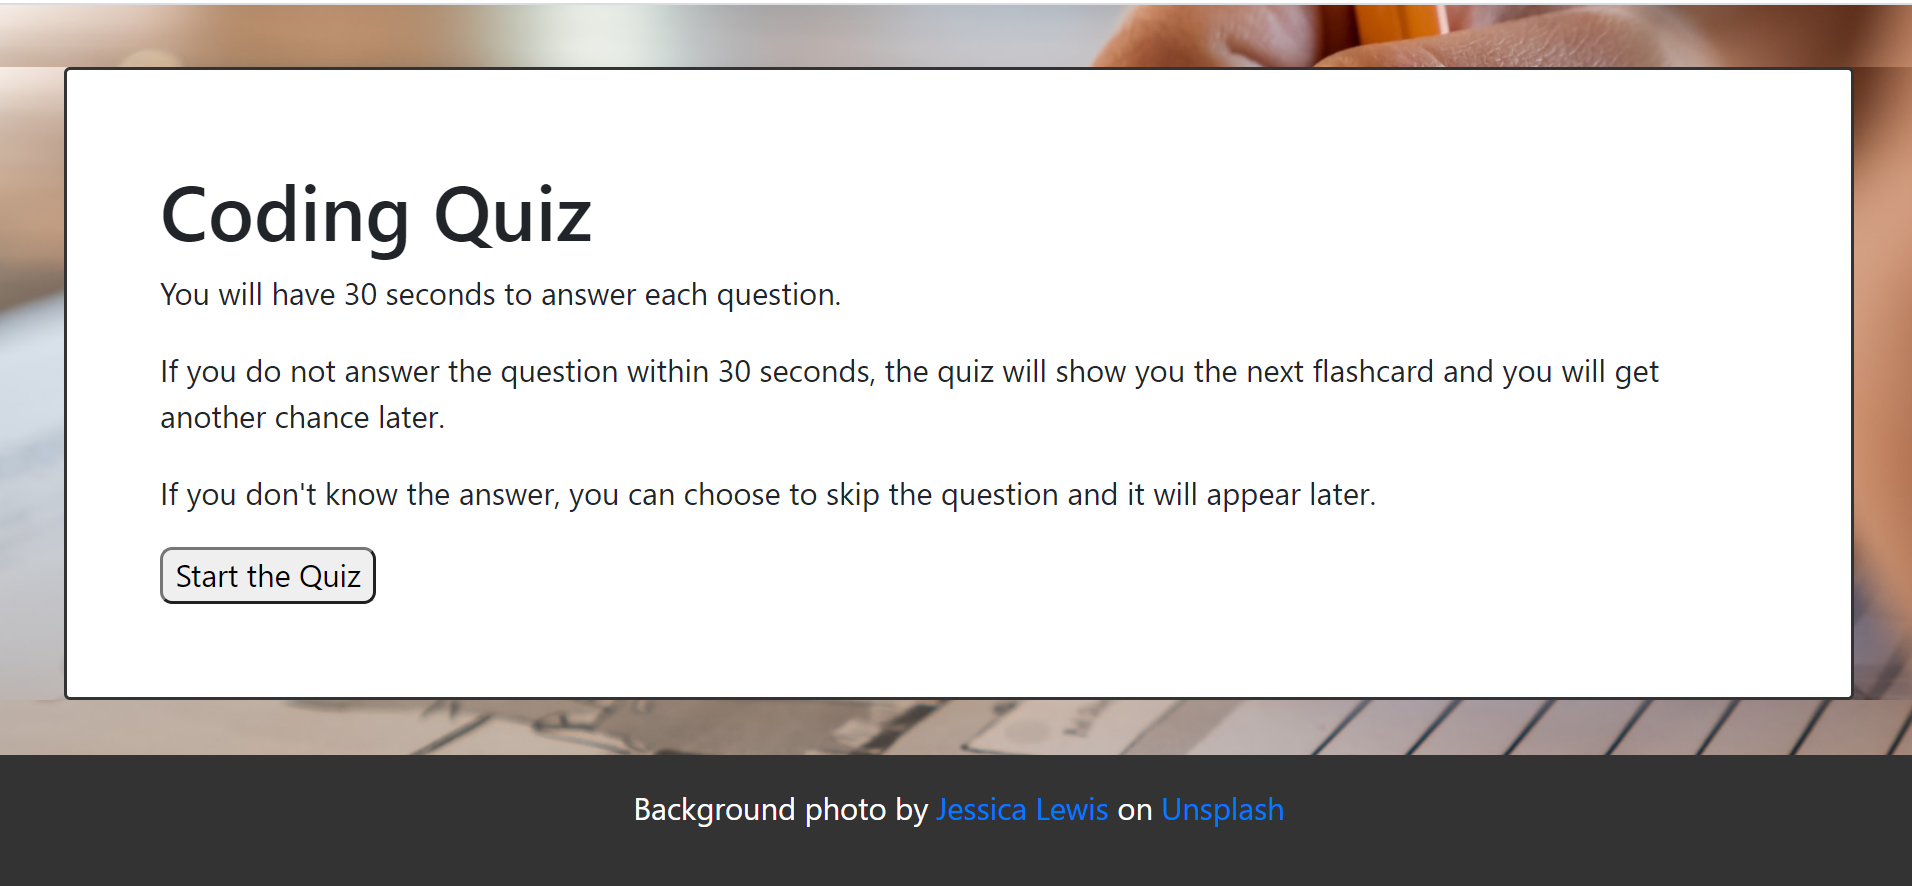 Coding Quiz
You will have 30 seconds to answer each question.
If you do not answer the question within 30 seconds, the quiz will show you the next flashcard and you will get
another chance later.
If you don't know the answer, you can choose to skip the question and it will appear later.
Start the Quiz
Background photo by Jessica Lewis on Unsplash